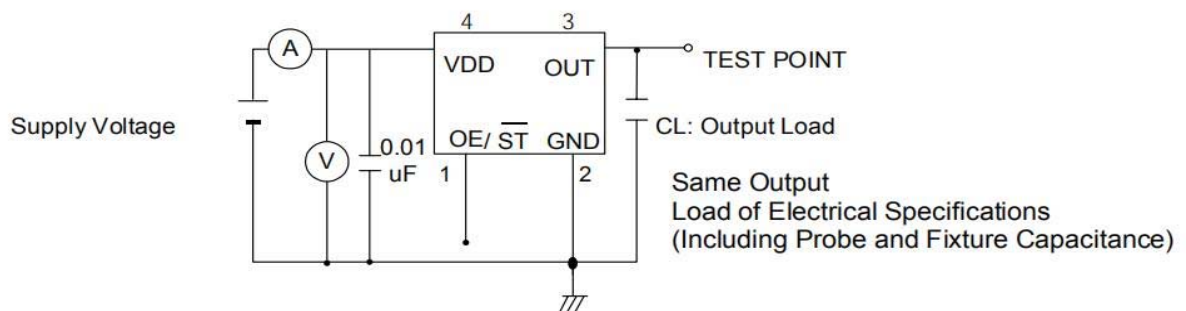 4
3
A
VDD
OUT
TEST POINT
Supply Voltage
V
0.01
uF
OE/ ST
GND
1
2
CL: Output Load
Same Output
Load of Electrical Specifications
(Including Probe and Fixture Capacitance)